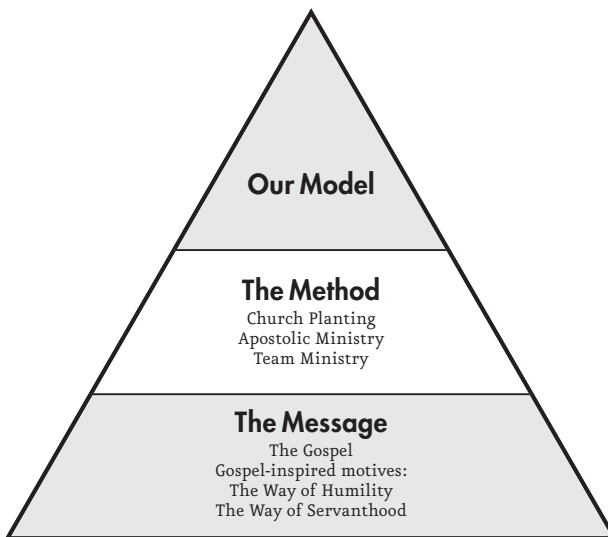 Our Model
The Method
Church Planting
Apostolic Ministry
Team Ministry
The Message
The Gospel
Gospel-inspired motives:
The Way of Humility
The Way of Servanthood